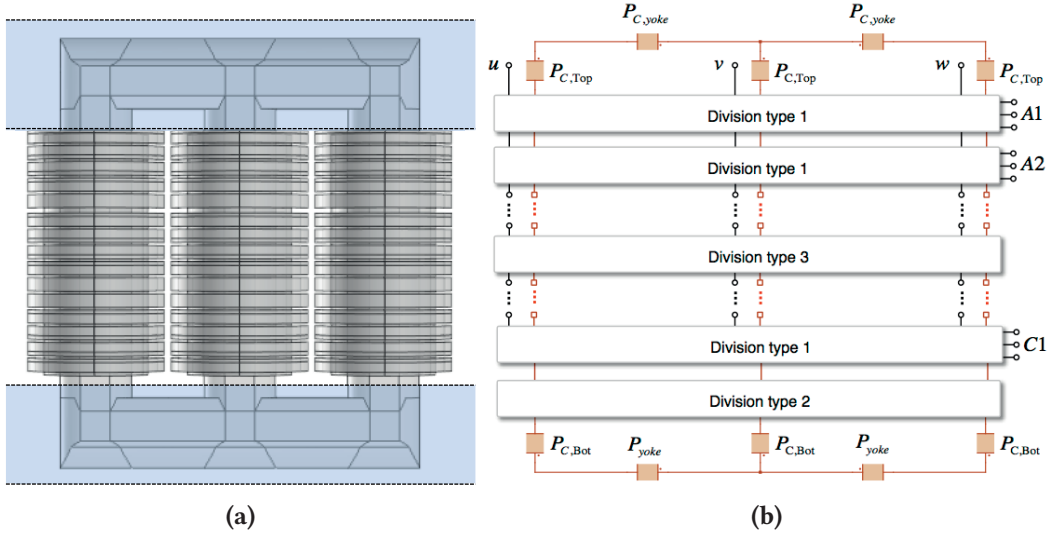 P_C,yoke P_C,yoke
u P_C,Top v P_C,Top w P_C,Top
Division type 1 A1
Division type 1 A2
Division type 3
Division type 1 C1
Division type 2
P_C,Bot P_yoke P_C,Bot P_yoke P_C,Bot
(a) (b)